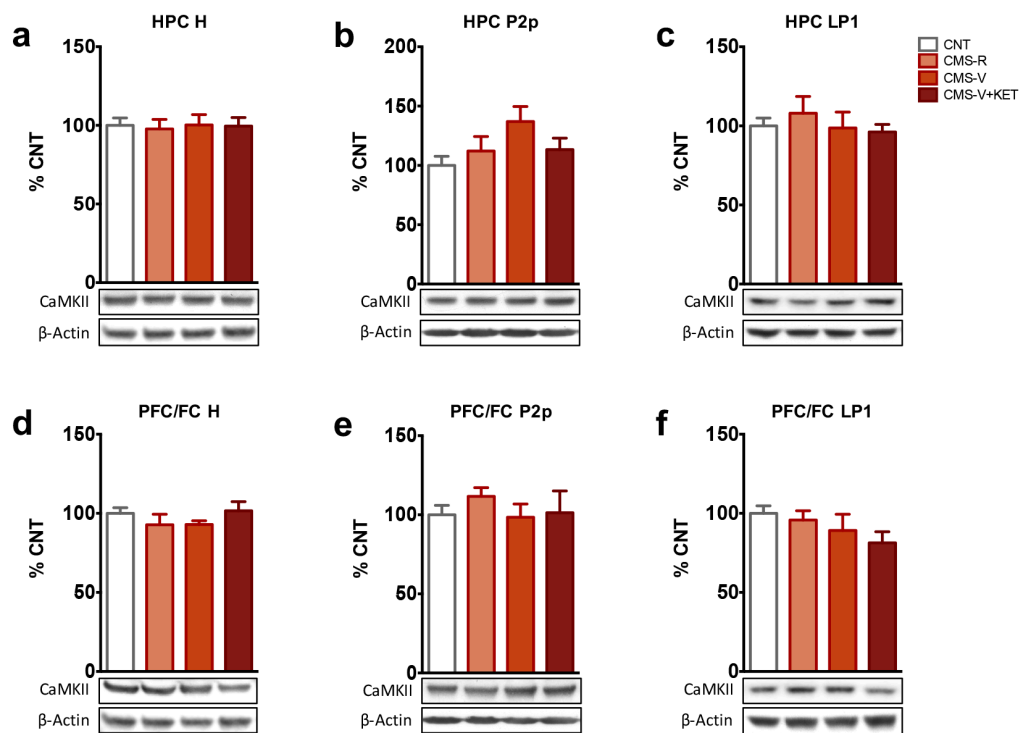 a
HPC H
150
100
50
0
% CNT
CaMKII
β-Actin
b
HPC P2p
200
150
100
50
0
% CNT
CaMKII
β-Actin
c
HPC LP1
150
100
50
0
% CNT
CaMKII
β-Actin
CNT
CMS-R
CMS-V
CMS-V+KET
d
PFC/FC H
150
100
50
0
% CNT
CaMKII
β-Actin
e
PFC/FC P2p
150
100
50
0
% CNT
CaMKII
β-Actin
f
PFC/FC LP1
150
100
50
0
% CNT
CaMKII
β-Actin